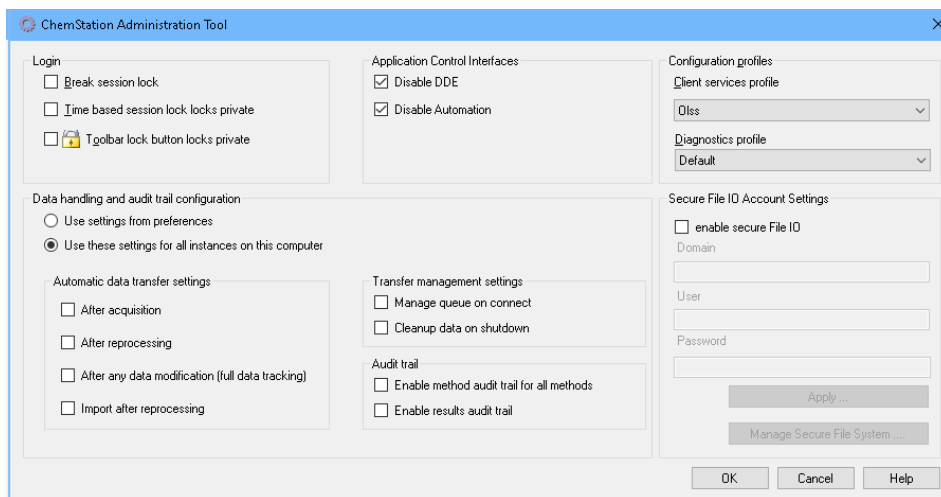 ChemStation Administration Tool
Login
Break session lock
Time based session lock locks private
Toolbar lock button locks private
Application Control Interfaces
Disable DDE
Disable Automation
Configuration profiles
Client services profile
Olss
Diagnostics profile
Default
Data handling and audit trail configuration
Use settings from preferences
Use these settings for all instances on this computer
Automatic data transfer settings
After acquisition
After reprocessing
After any data modification (full data tracking)
Import after reprocessing
Transfer management settings
Manage queue on connect
Cleanup data on shutdown
Audit trail
Enable method audit trail for all methods
Enable results audit trail
Secure File IO Account Settings
enable secure File IO
Domain
User
Password
Apply ...
Manage Secure File System ....
OK
Cancel
Help